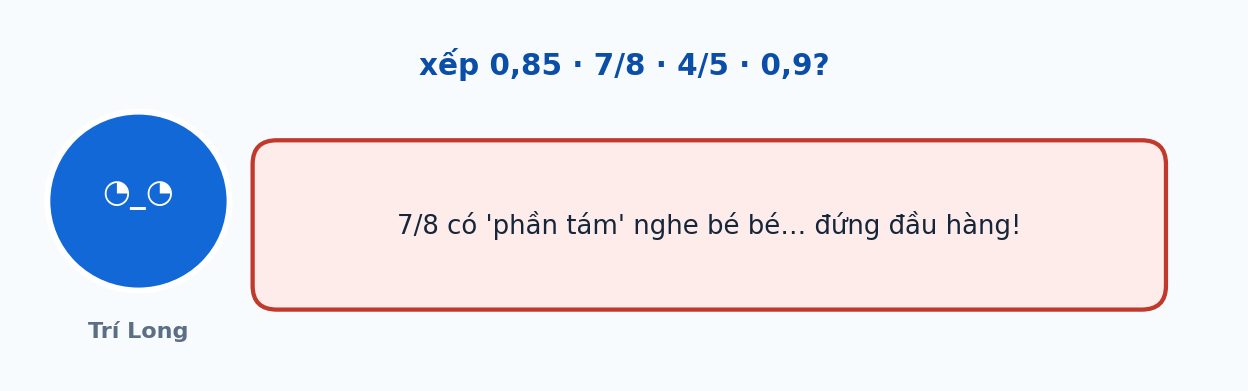 xếp 0,85 · 7/8 · 4/5 · 0,9?
◔_◔
7/8 có 'phần tám' nghe bé bé… đứng đầu hàng!
Trí Long